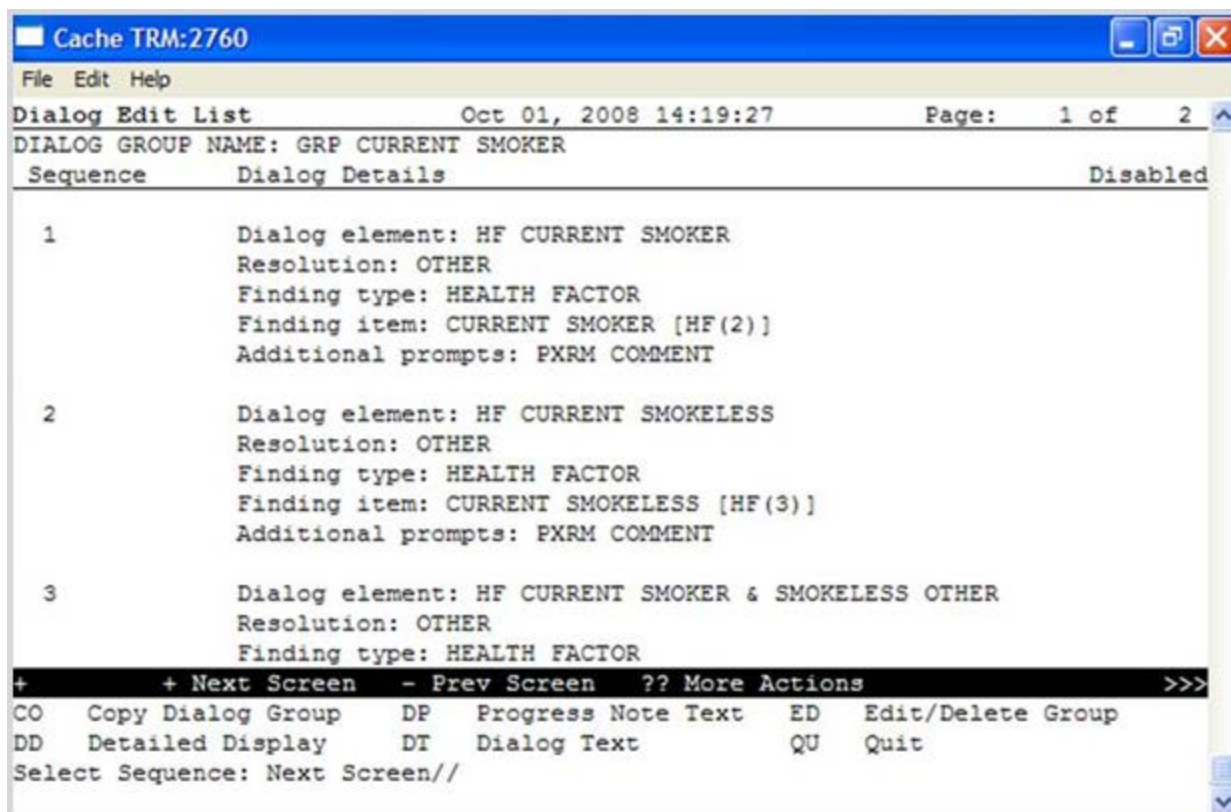 Cache TRM:2760
File Edit Help
Dialog Edit List Oct 01, 2008 14:19:27 Page: 1 of 2
DIALOG GROUP NAME: GRP CURRENT SMOKER
Sequence Dialog Details Disabled
1 Dialog element: HF CURRENT SMOKER
Resolution: OTHER
Finding type: HEALTH FACTOR
Finding item: CURRENT SMOKER [HF(2)]
Additional prompts: PXRM COMMENT
2 Dialog element: HF CURRENT SMOKELESS
Resolution: OTHER
Finding type: HEALTH FACTOR
Finding item: CURRENT SMOKELESS [HF(3)]
Additional prompts: PXRM COMMENT
3 Dialog element: HF CURRENT SMOKER & SMOKELESS OTHER
Resolution: OTHER
Finding type: HEALTH FACTOR
+ + Next Screen - Prev Screen ?? More Actions >>>
CO Copy Dialog Group DP Progress Note Text ED Edit/Delete Group
DD Detailed Display DT Dialog Text QU Quit
Select Sequence: Next Screen//